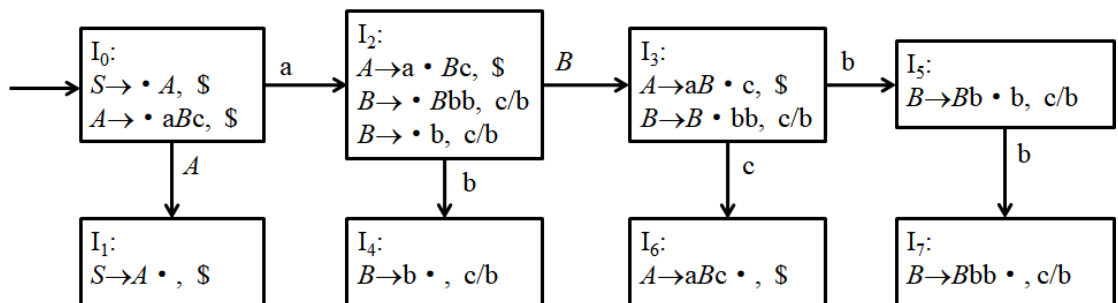 I₀:
S→ · A, $
A→ · aBc, $
a
I₂:
A→a · Bc, $
B→ · Bbb, c/b
B→ · b, c/b
B
I₃:
A→aB · c, $
B→B · bb, c/b
b
I₅:
B→Bb · b, c/b
A
b
c
b
I₁:
S→A · , $
I₄:
B→b · , c/b
I₆:
A→aBc · , $
I₇:
B→Bbb · , c/b